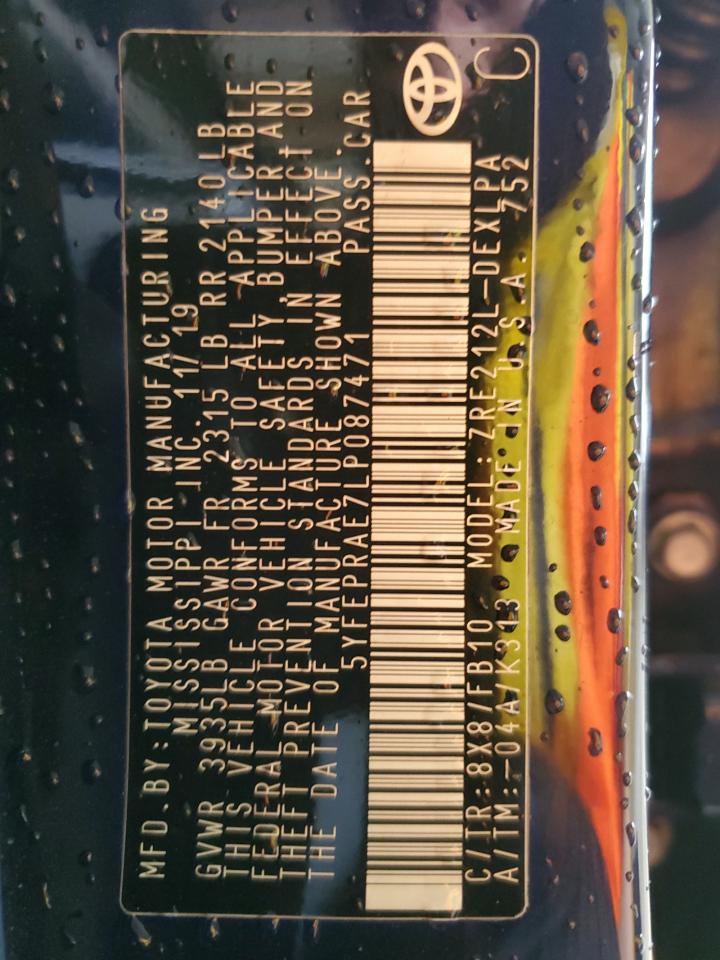 MFD.BY:TOYOTA MOTOR MANUFACTURING
MISSISSIPPI INC.11/19
GVWR 3935LB GAWR FR 2315 LB RR 2140LB
THIS VEHICLE CONFORMS TO ALL APPLICABLE
FEDERAL MOTOR VEHICLE SAFETY, BUMPER AND
THEFT PREVENTION STANDARDS IN EFFECT ON
THE DATE OF MANUFACTURE SHOWN ABOVE.
5YFEPRAE7LP087471 PASS.CAR
C/TR:8X8/FB10 MODEL:ZRE212L-DEXLPA
A/TM:-04A/K313 MADE IN U.S.A. 752
C